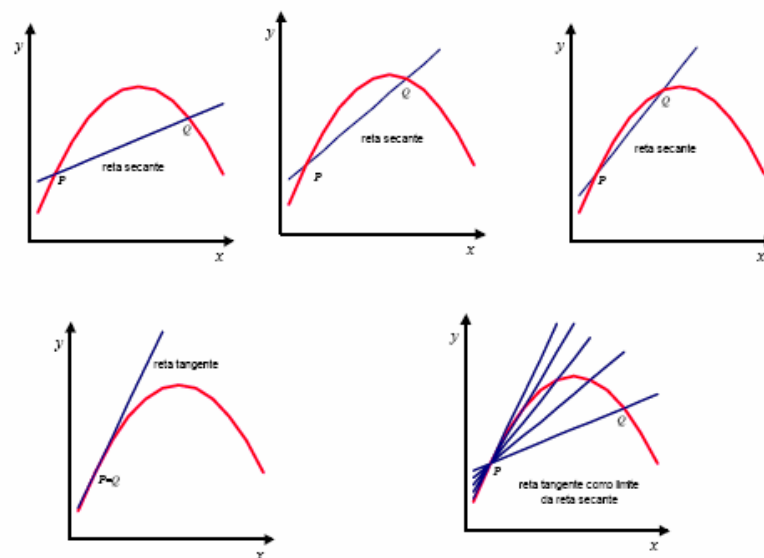 y
Q
reta secante
P
x
y
Q
reta secante
P
x
y
Q
reta secante
P
x
y
reta tangente
P=Q
x
y
Q
P
reta tangente como limite
da reta secante
x